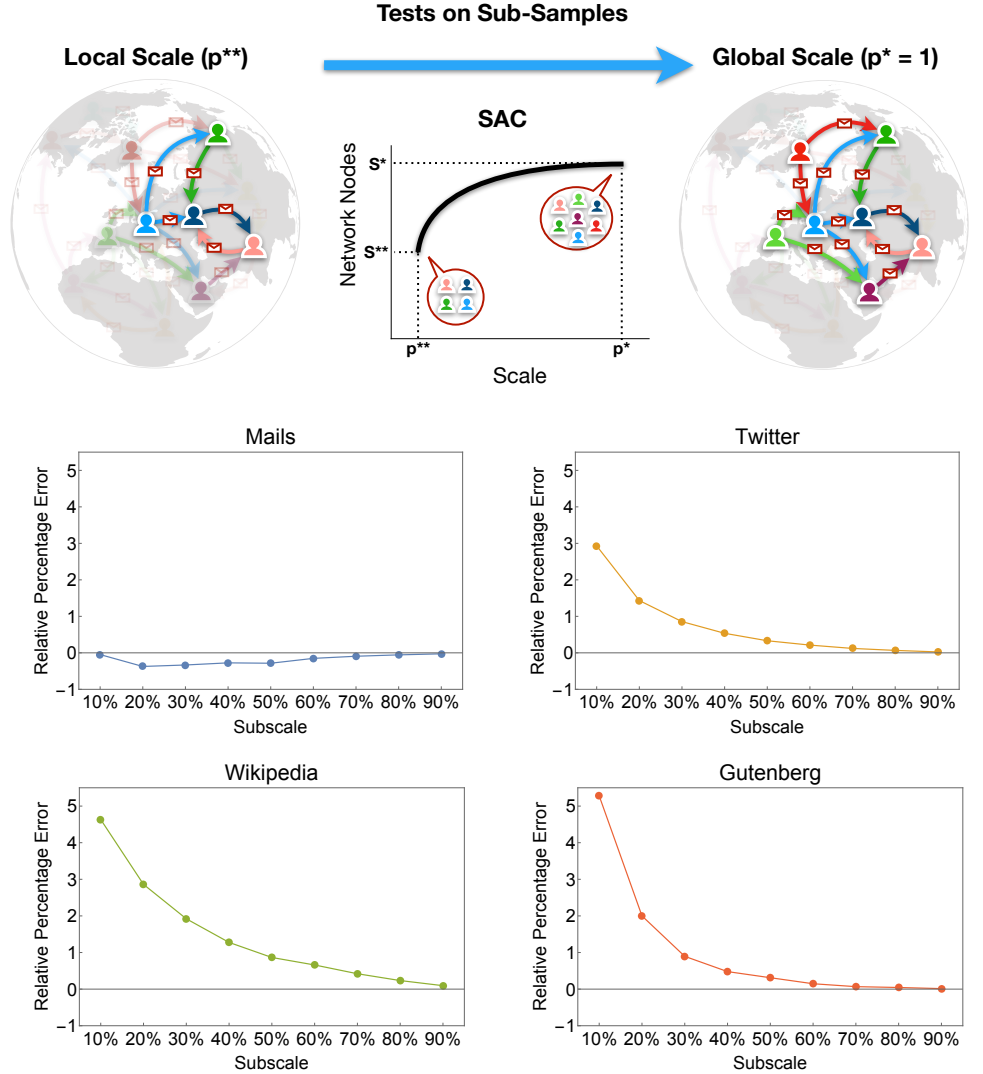 Tests on Sub-Samples
Local Scale (p**)
Global Scale (p* = 1)
SAC
Network Nodes
S*
S**
p**
p*
Scale
Mails
Relative Percentage Error
5
4
3
2
1
0
−1
10% 20% 30% 40% 50% 60% 70% 80% 90%
Subscale
Twitter
Relative Percentage Error
5
4
3
2
1
0
−1
10% 20% 30% 40% 50% 60% 70% 80% 90%
Subscale
Wikipedia
Relative Percentage Error
5
4
3
2
1
0
−1
10% 20% 30% 40% 50% 60% 70% 80% 90%
Subscale
Gutenberg
Relative Percentage Error
5
4
3
2
1
0
−1
10% 20% 30% 40% 50% 60% 70% 80% 90%
Subscale